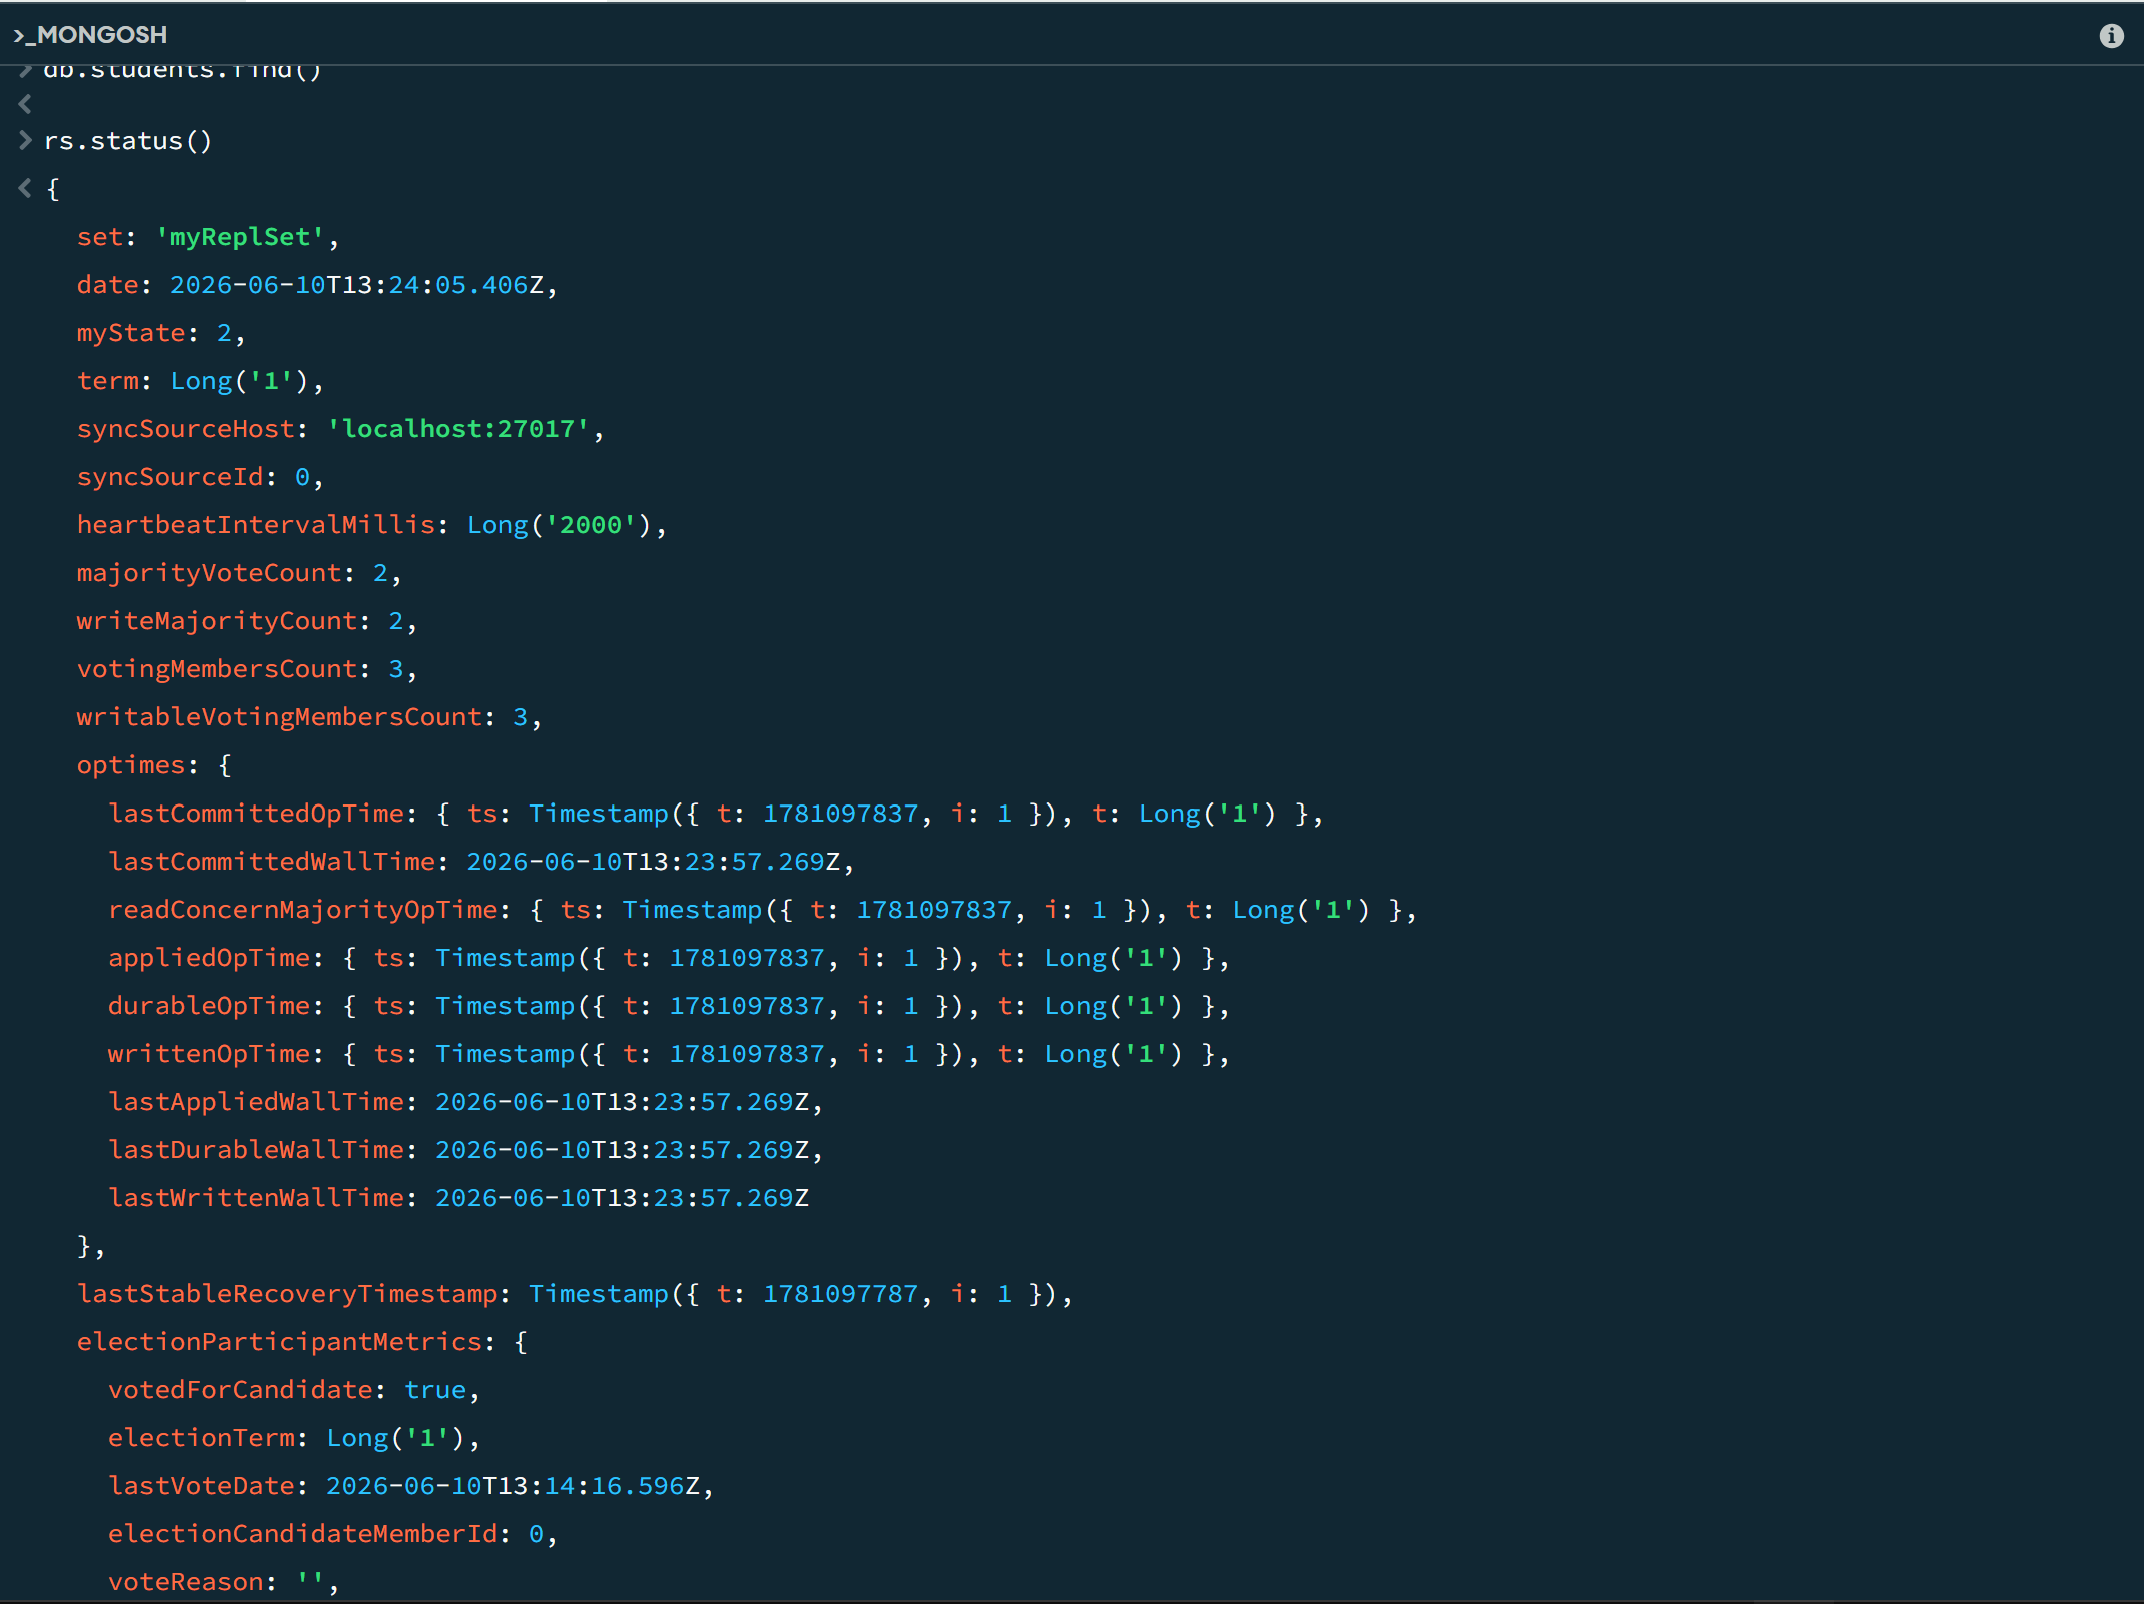 >_MONGOSH
> db.students.find()
<
> rs.status()
< {
set: 'myReplSet',
date: 2026-06-10T13:24:05.406Z,
myState: 2,
term: Long('1'),
syncSourceHost: 'localhost:27017',
syncSourceId: 0,
heartbeatIntervalMillis: Long('2000'),
majorityVoteCount: 2,
writeMajorityCount: 2,
votingMembersCount: 3,
writableVotingMembersCount: 3,
optimes: {
lastCommittedOpTime: { ts: Timestamp({ t: 1781097837, i: 1 }), t: Long('1') },
lastCommittedWallTime: 2026-06-10T13:23:57.269Z,
readConcernMajorityOpTime: { ts: Timestamp({ t: 1781097837, i: 1 }), t: Long('1') },
appliedOpTime: { ts: Timestamp({ t: 1781097837, i: 1 }), t: Long('1') },
durableOpTime: { ts: Timestamp({ t: 1781097837, i: 1 }), t: Long('1') },
writtenOpTime: { ts: Timestamp({ t: 1781097837, i: 1 }), t: Long('1') },
lastAppliedWallTime: 2026-06-10T13:23:57.269Z,
lastDurableWallTime: 2026-06-10T13:23:57.269Z,
lastWrittenWallTime: 2026-06-10T13:23:57.269Z
},
lastStableRecoveryTimestamp: Timestamp({ t: 1781097787, i: 1 }),
electionParticipantMetrics: {
votedForCandidate: true,
electionTerm: Long('1'),
lastVoteDate: 2026-06-10T13:14:16.596Z,
electionCandidateMemberId: 0,
voteReason: '',